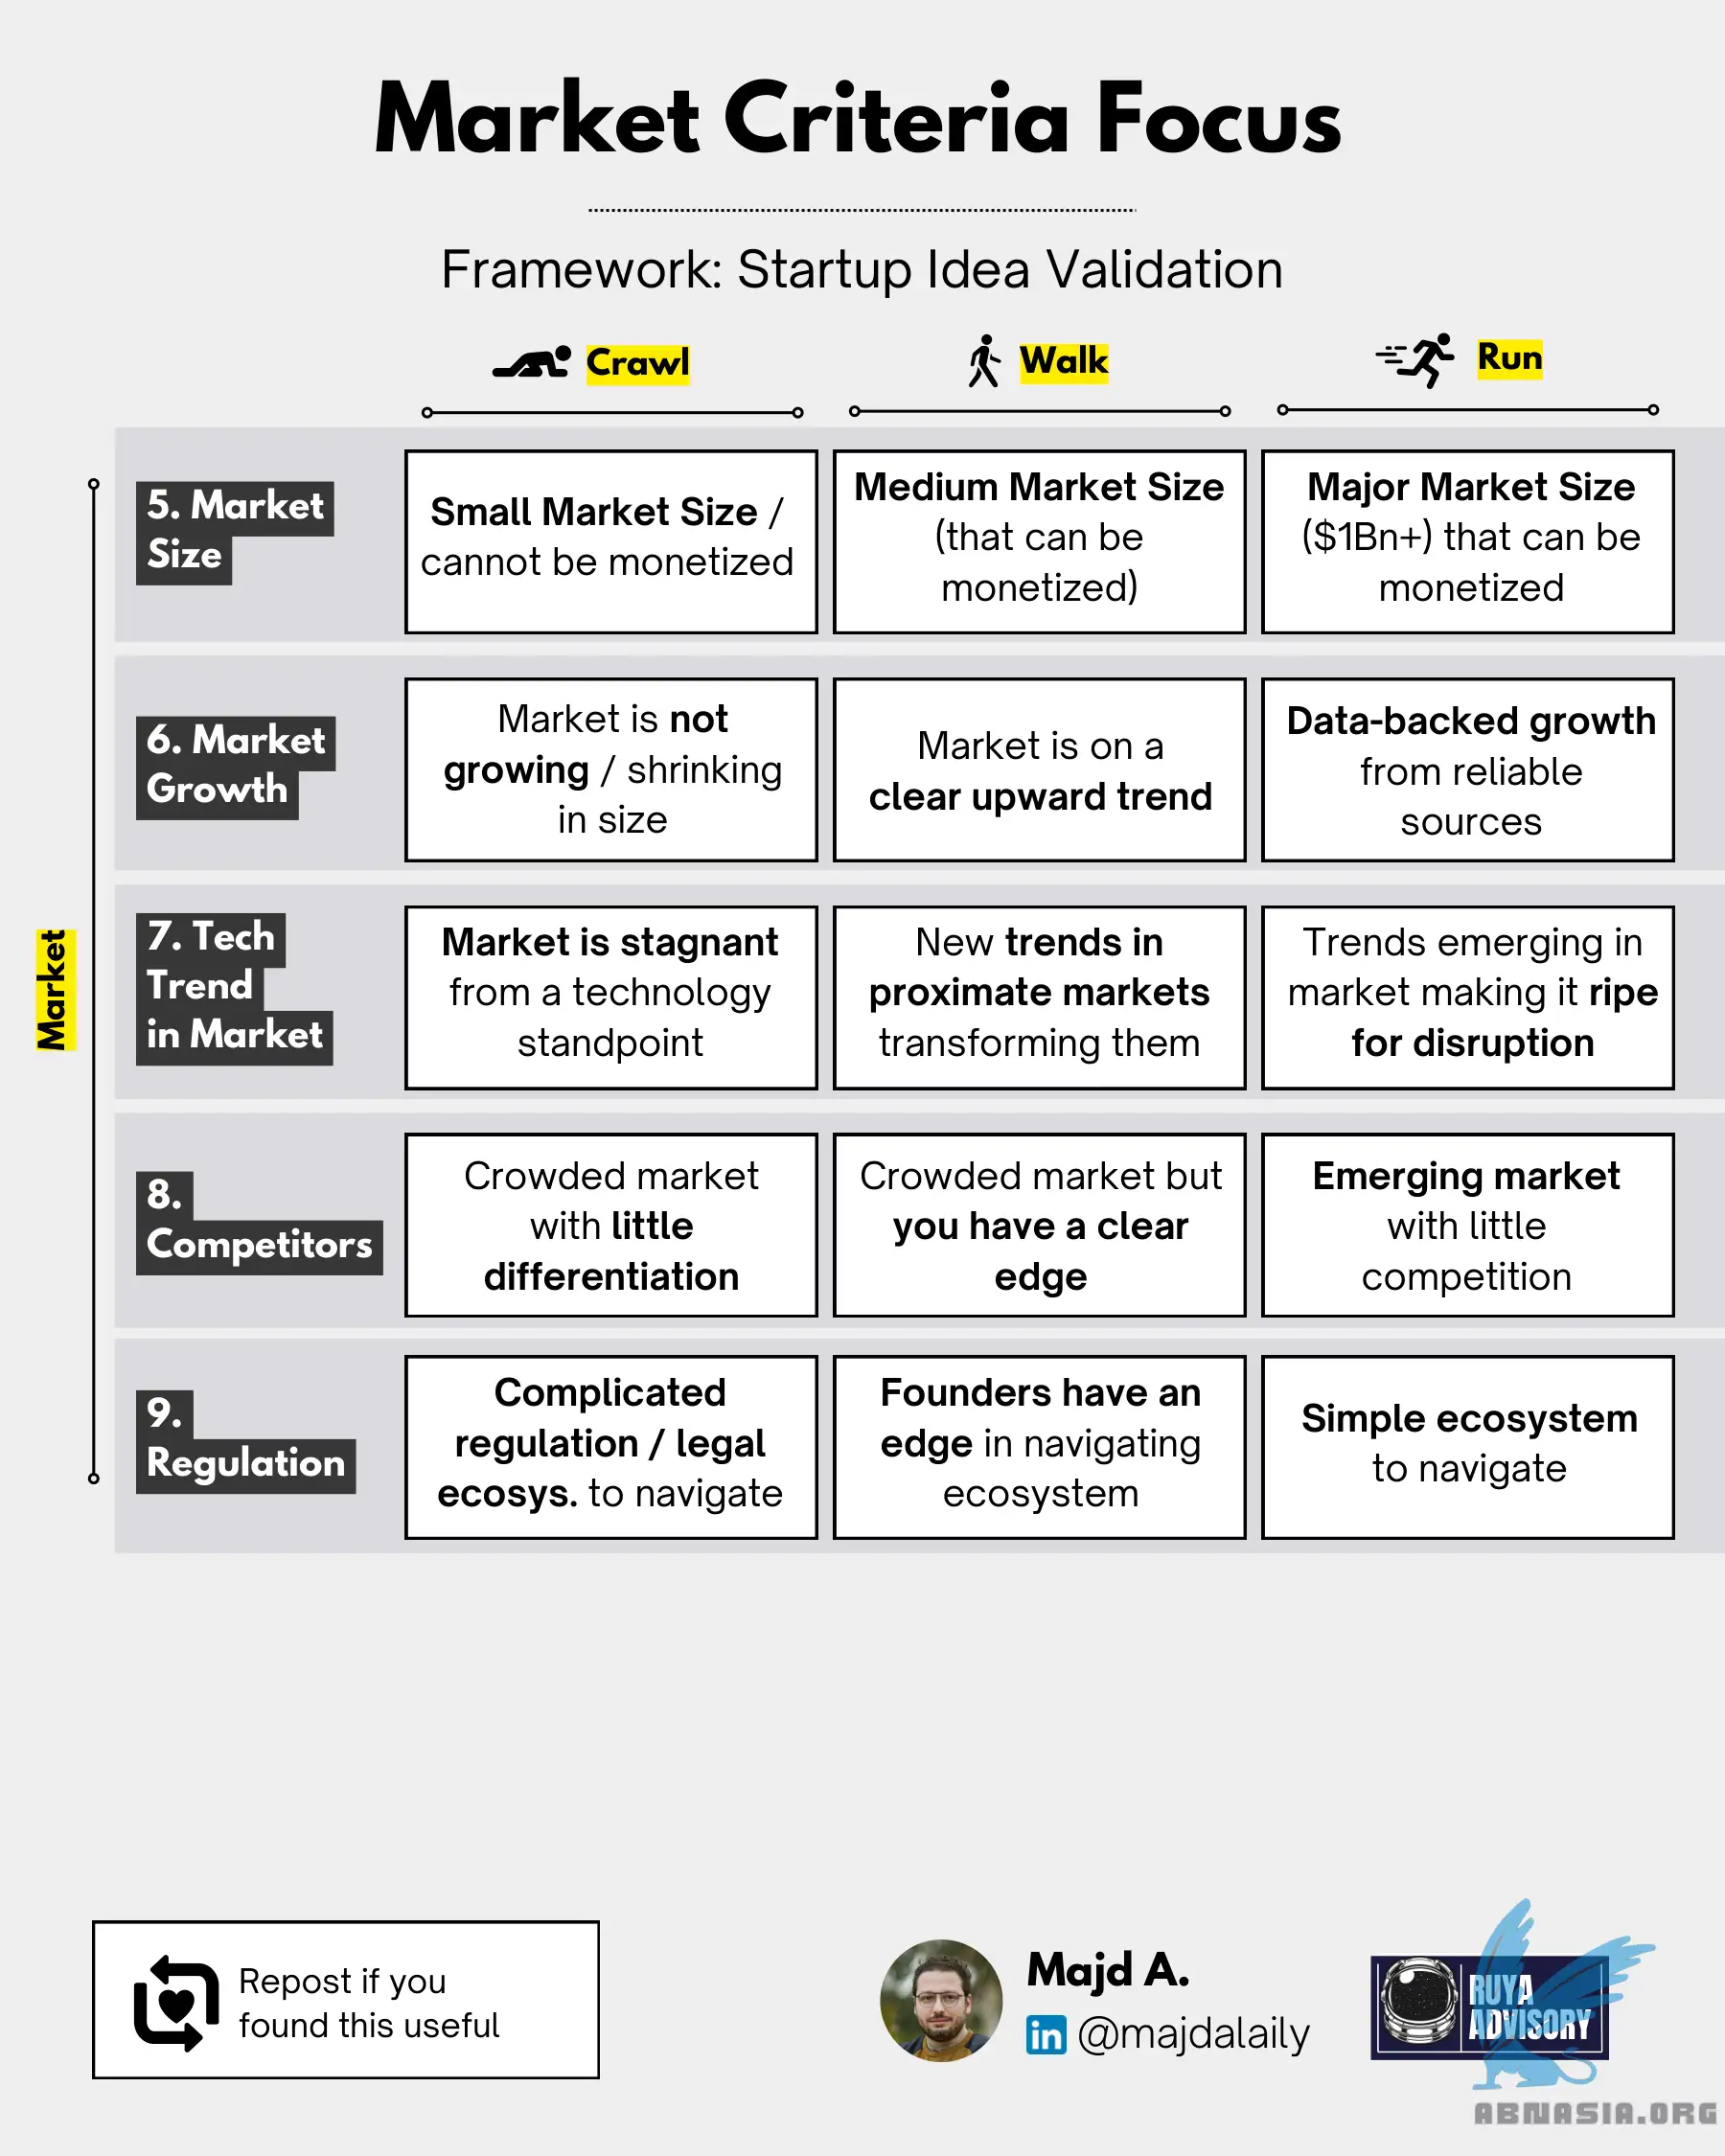 Market Criteria Focus
Framework: Startup Idea Validation
Crawl
Walk
Run
Market
5. Market
Size
Small Market Size /
cannot be monetized
Medium Market Size
(that can be
monetized)
Major Market Size
($1Bn+) that can be
monetized
6. Market
Growth
Market is not
growing / shrinking
in size
Market is on a
clear upward trend
Data-backed growth
from reliable
sources
7. Tech
Trend
in Market
Market is stagnant
from a technology
standpoint
New trends in
proximate markets
transforming them
Trends emerging in
market making it ripe
for disruption
8.
Competitors
Crowded market
with little
differentiation
Crowded market but
you have a clear
edge
Emerging market
with little
competition
9.
Regulation
Complicated
regulation / legal
ecosys. to navigate
Founders have an
edge in navigating
ecosystem
Simple ecosystem
to navigate
Repost if you
found this useful
Majd A.
in @majdalaily
RUYA
ADVISORY
ABNASIA.ORG